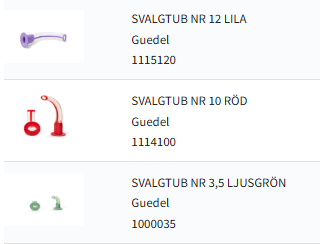 SVALGTUB NR 12 LILA
Guedel
1115120
SVALGTUB NR 10 RÖD
Guedel
1114100
SVALGTUB NR 3,5 LJUSGRÖN
Guedel
1000035